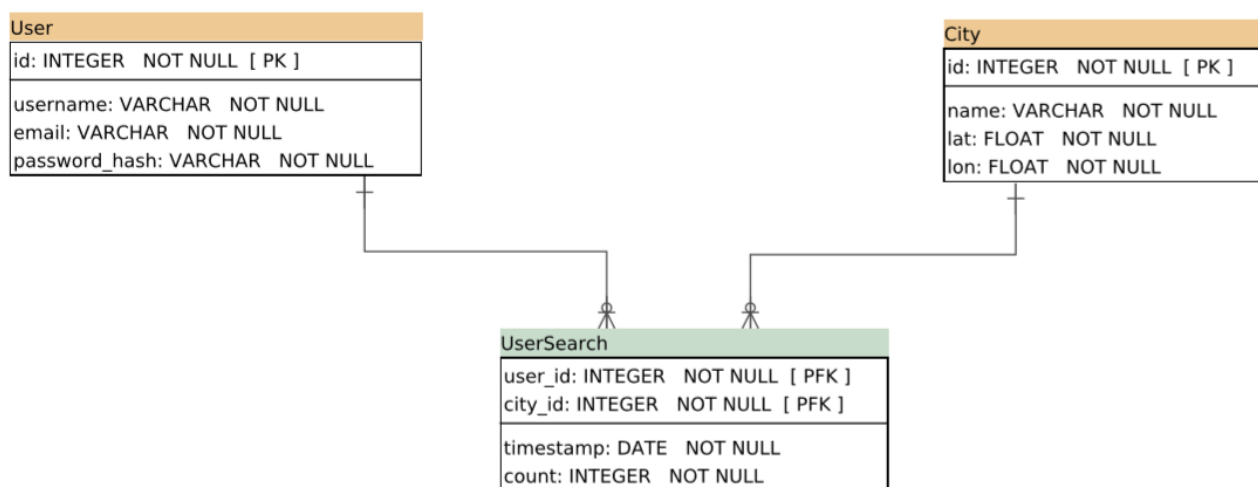 User
id: INTEGER NOT NULL [ PK ]
username: VARCHAR NOT NULL
email: VARCHAR NOT NULL
password_hash: VARCHAR NOT NULL
City
id: INTEGER NOT NULL [ PK ]
name: VARCHAR NOT NULL
lat: FLOAT NOT NULL
lon: FLOAT NOT NULL
UserSearch
user_id: INTEGER NOT NULL [ PFK ]
city_id: INTEGER NOT NULL [ PFK ]
timestamp: DATE NOT NULL
count: INTEGER NOT NULL